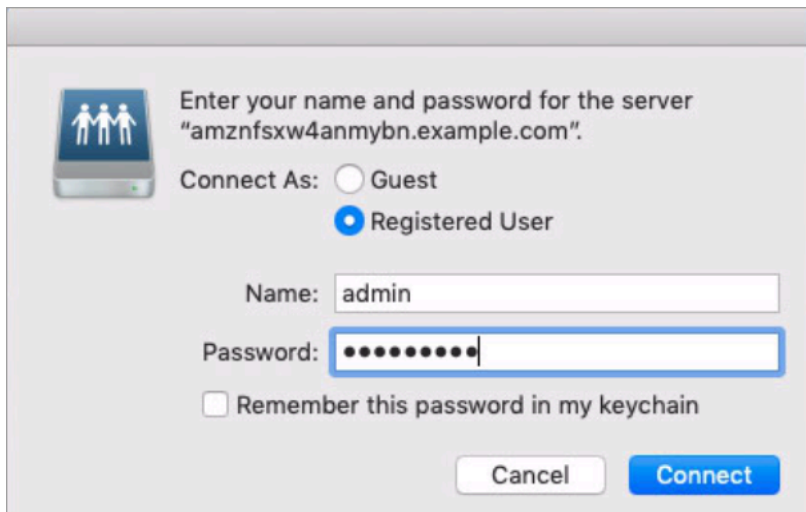 Enter your name and password for the server
“amznfsxw4anmybn.example.com”.
Connect As: Guest
Registered User
Name: admin
Password: •••••••••
Remember this password in my keychain
Cancel Connect